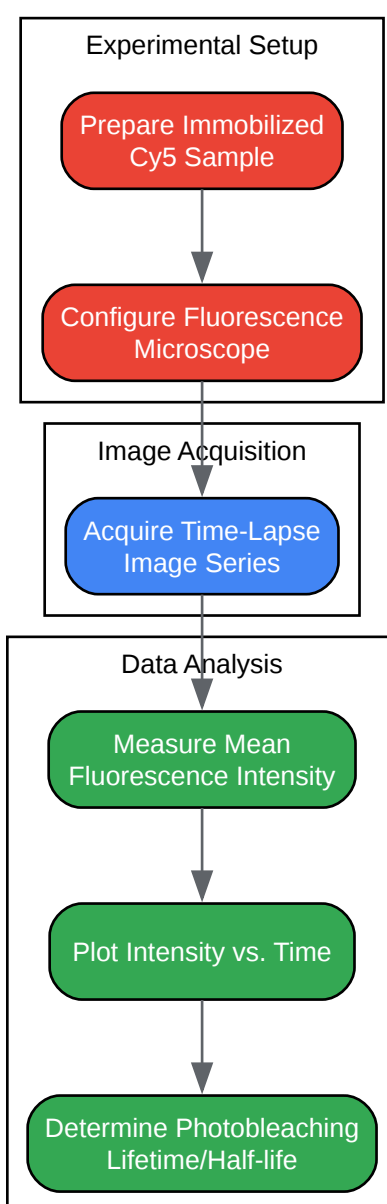 Experimental Setup
Prepare Immobilized
Cy5 Sample
Configure Fluorescence
Microscope
Image Acquisition
Acquire Time-Lapse
Image Series
Data Analysis
Measure Mean
Fluorescence Intensity
Plot Intensity vs. Time
Determine Photobleaching
Lifetime/Half-life